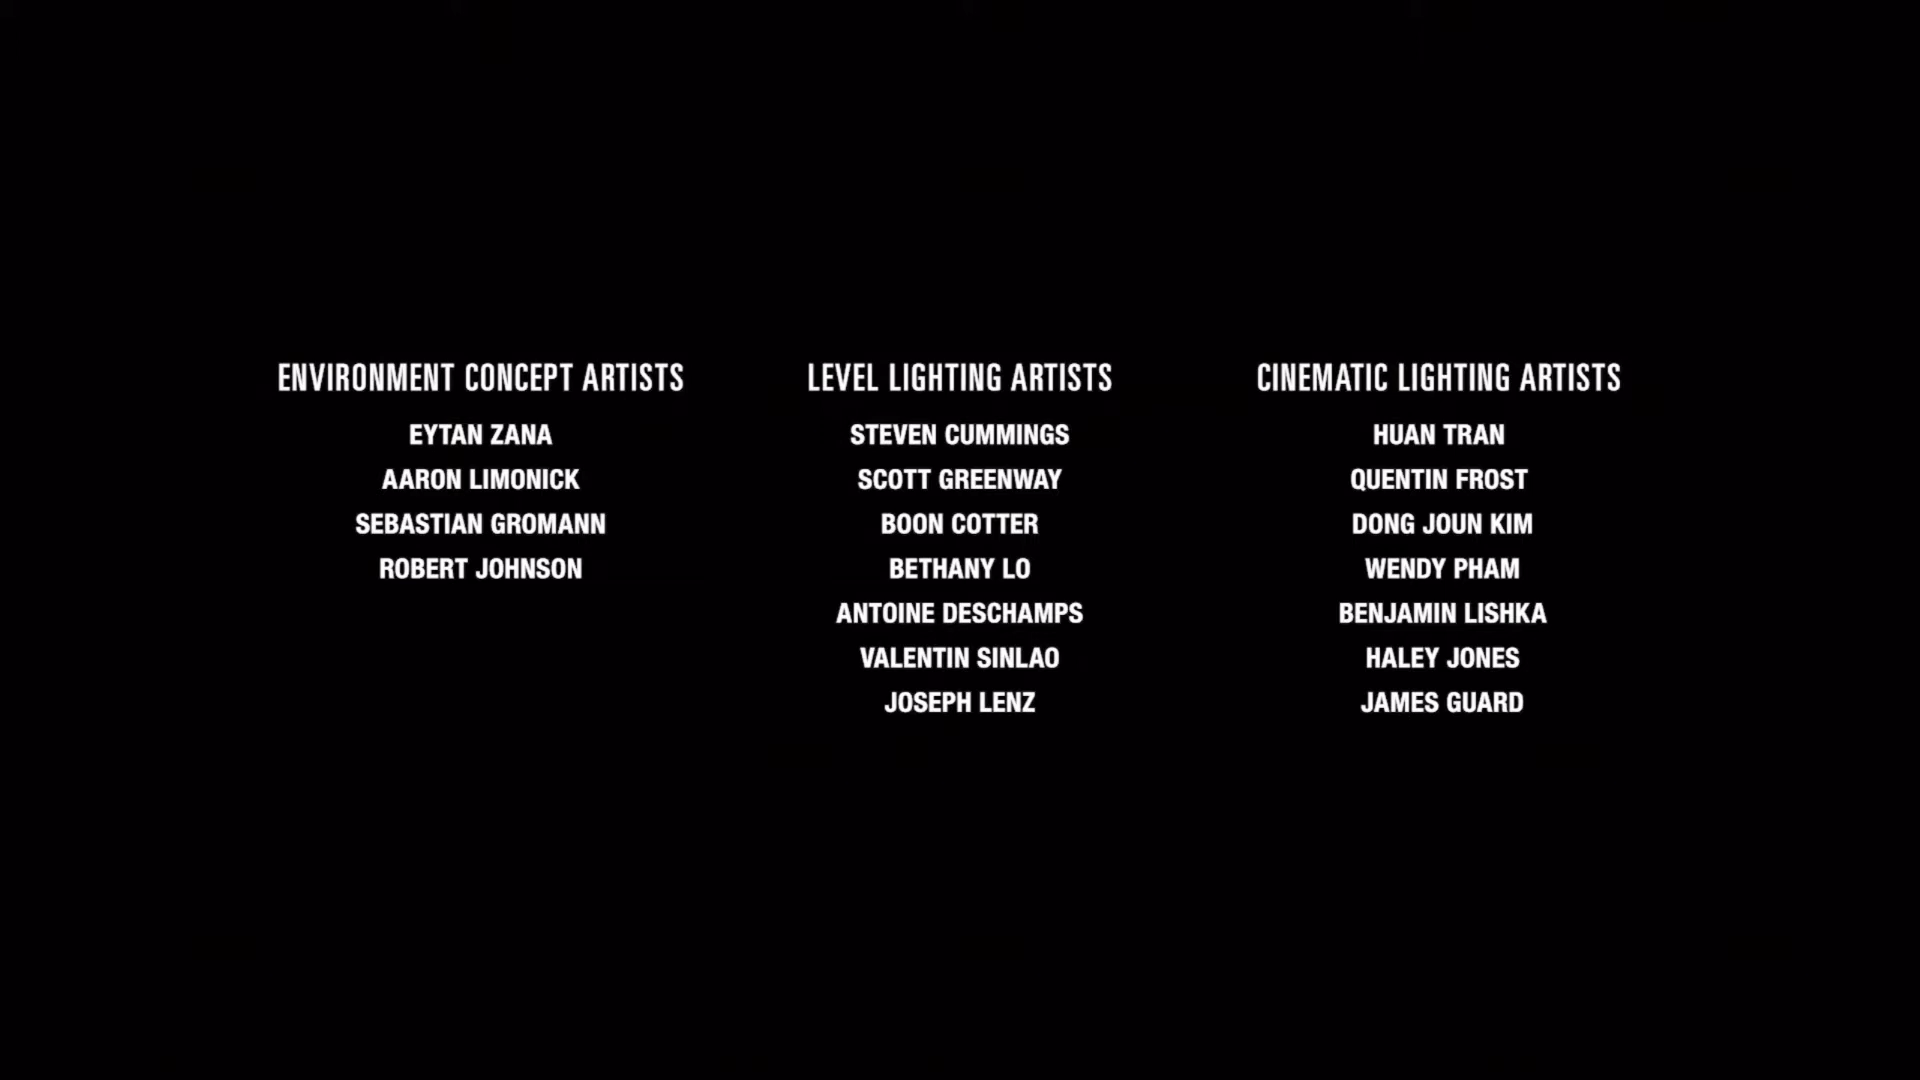 ENVIRONMENT CONCEPT ARTISTS
EYTAN ZANA
AARON LIMONICK
SEBASTIAN GROMANN
ROBERT JOHNSON
LEVEL LIGHTING ARTISTS
STEVEN CUMMINGS
SCOTT GREENWAY
BOON COTTER
BETHANY LO
ANTOINE DESCHAMPS
VALENTIN SINLAO
JOSEPH LENZ
CINEMATIC LIGHTING ARTISTS
HUAN TRAN
QUENTIN FROST
DONG JOUN KIM
WENDY PHAM
BENJAMIN LISHKA
HALEY JONES
JAMES GUARD